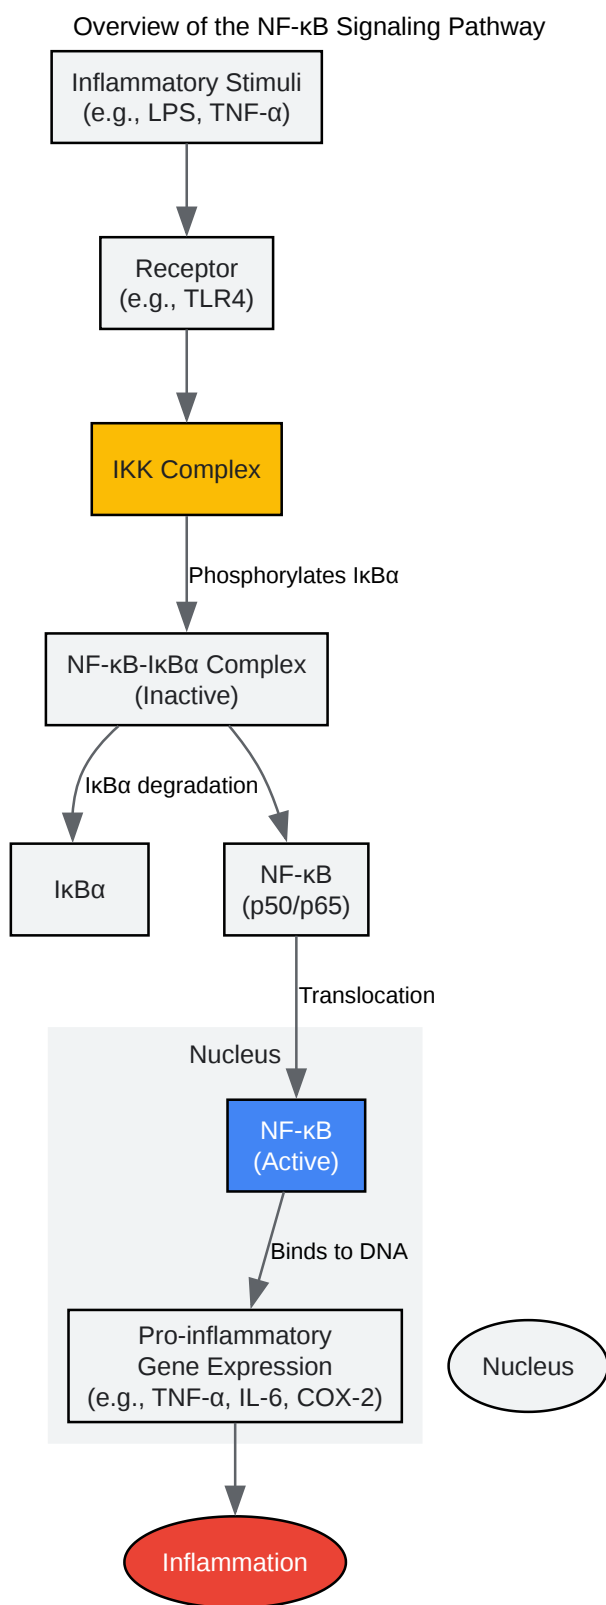 Overview of the NF-κB Signaling Pathway
Inflammatory Stimuli
(e.g., LPS, TNF-α)
Receptor
(e.g., TLR4)
IKK Complex
Phosphorylates IκBα
NF-κB-IκBα Complex
(Inactive)
IκBα degradation
IκBα
NF-κB
(p50/p65)
Translocation
Nucleus
NF-κB
(Active)
Binds to DNA
Pro-inflammatory
Gene Expression
(e.g., TNF-α, IL-6, COX-2)
Nucleus
Inflammation